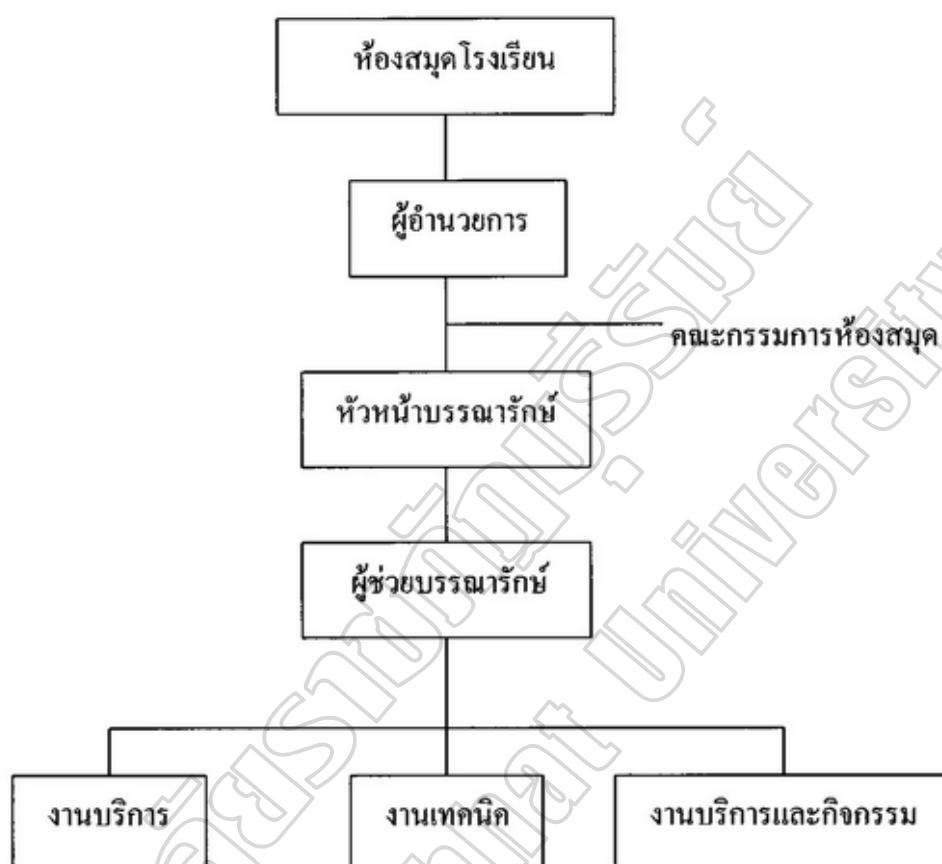 ห้องสมุดโรงเรียน
ผู้อำนวยการ
คณะกรรมการห้องสมุด
หัวหน้าบรรณารักษ์
ผู้ช่วยบรรณารักษ์
งานบริการ
งานเทคนิค
งานบริการและกิจกรรม
University